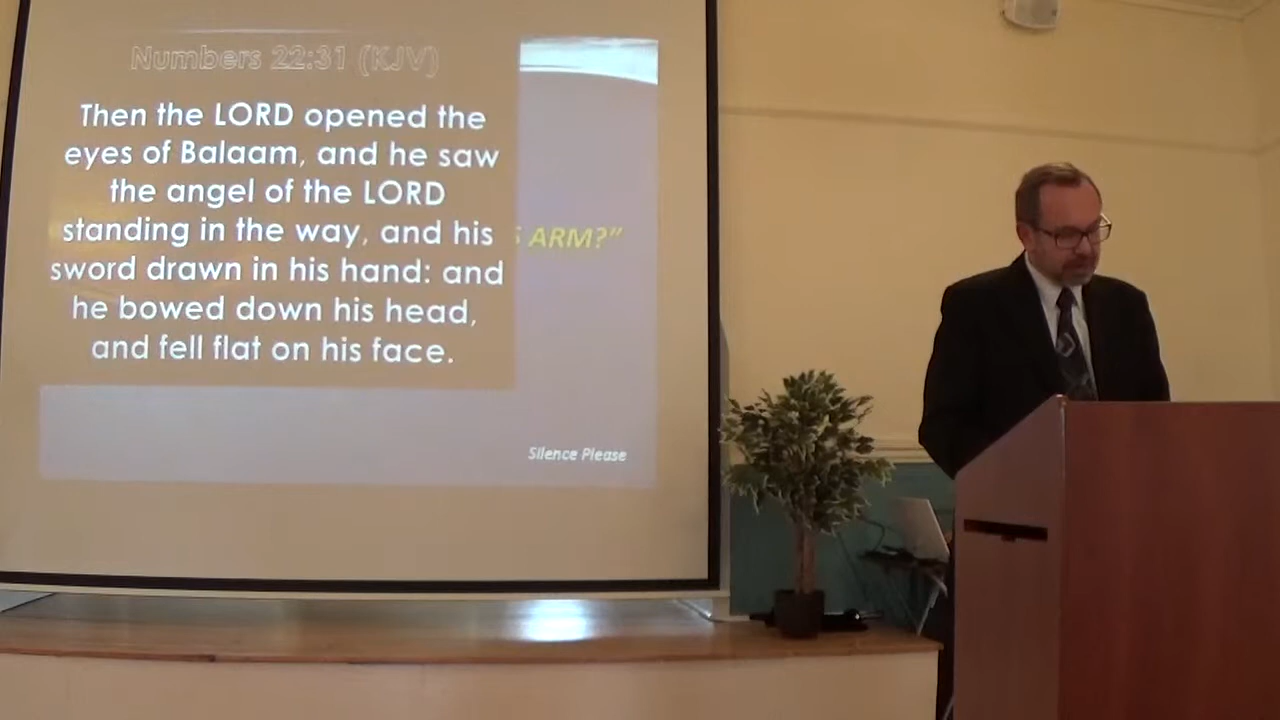 Numbers 22:31 (KJV)
Then the LORD opened the
eyes of Balaam, and he saw
the angel of the LORD
standing in the way, and his
sword drawn in his hand: and
he bowed down his head,
and fell flat on his face.
ARM?”
Silence Please